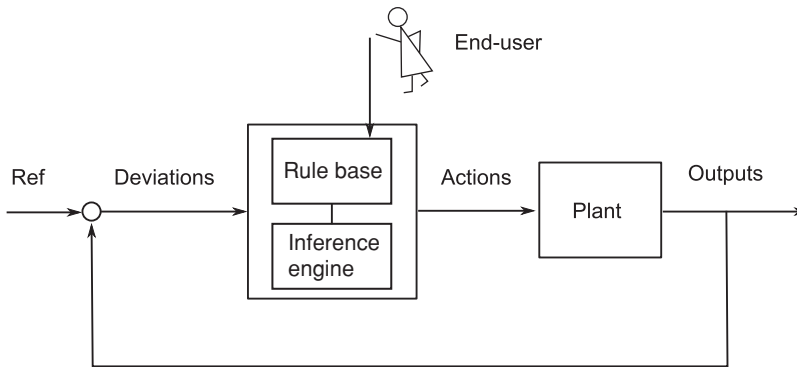 End-user
Ref
Deviations
Rule base
Inference
engine
Actions
Plant
Outputs